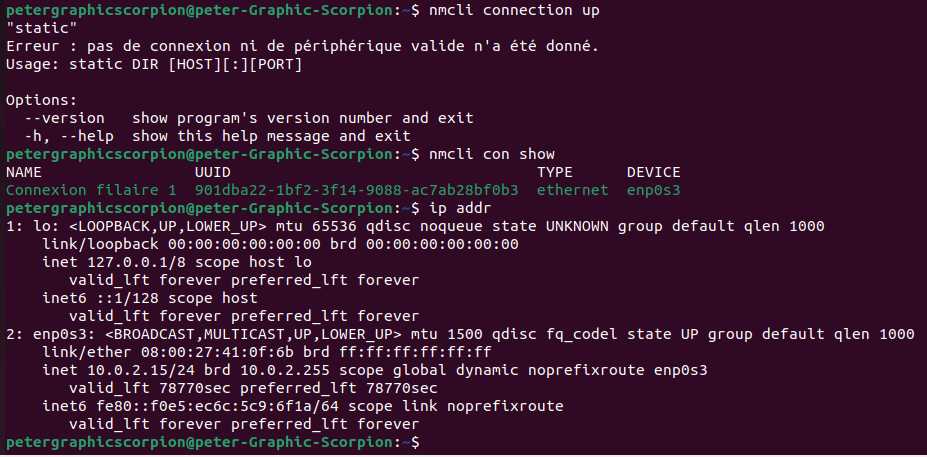 petergraphicscorpion@peter-Graphic-Scorpion:~$ nmcli connection up
"static"
Erreur : pas de connexion ni de périphérique valide n'a été donné.
Usage: static DIR [HOST][:][PORT]

Options:
  --version   show program's version number and exit
  -h, --help  show this help message and exit
petergraphicscorpion@peter-Graphic-Scorpion:~$ nmcli con show
NAME                 UUID                                  TYPE      DEVICE
Connexion filaire 1  901dba22-1bf2-3f14-9088-ac7ab28bf0b3  ethernet  enp0s3
petergraphicscorpion@peter-Graphic-Scorpion:~$ ip addr
1: lo: <LOOPBACK,UP,LOWER_UP> mtu 65536 qdisc noqueue state UNKNOWN group default qlen 1000
    link/loopback 00:00:00:00:00:00 brd 00:00:00:00:00:00
    inet 127.0.0.1/8 scope host lo
       valid_lft forever preferred_lft forever
    inet6 ::1/128 scope host
       valid_lft forever preferred_lft forever
2: enp0s3: <BROADCAST,MULTICAST,UP,LOWER_UP> mtu 1500 qdisc fq_codel state UP group default qlen 1000
    link/ether 08:00:27:41:0f:6b brd ff:ff:ff:ff:ff:ff
    inet 10.0.2.15/24 brd 10.0.2.255 scope global dynamic noprefixroute enp0s3
       valid_lft 78770sec preferred_lft 78770sec
    inet6 fe80::f0e5:ec6c:5c9:6f1a/64 scope link noprefixroute
       valid_lft forever preferred_lft forever
petergraphicscorpion@peter-Graphic-Scorpion:~$